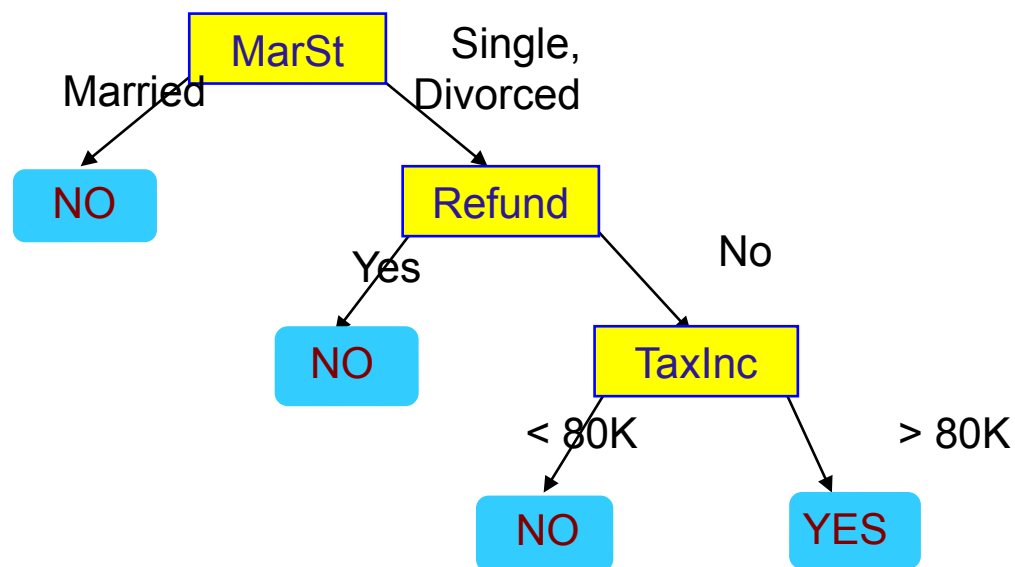 MarSt
Single,
Divorced
Married
NO
Refund
Yes
No
NO
TaxInc
< 80K
> 80K
NO
YES